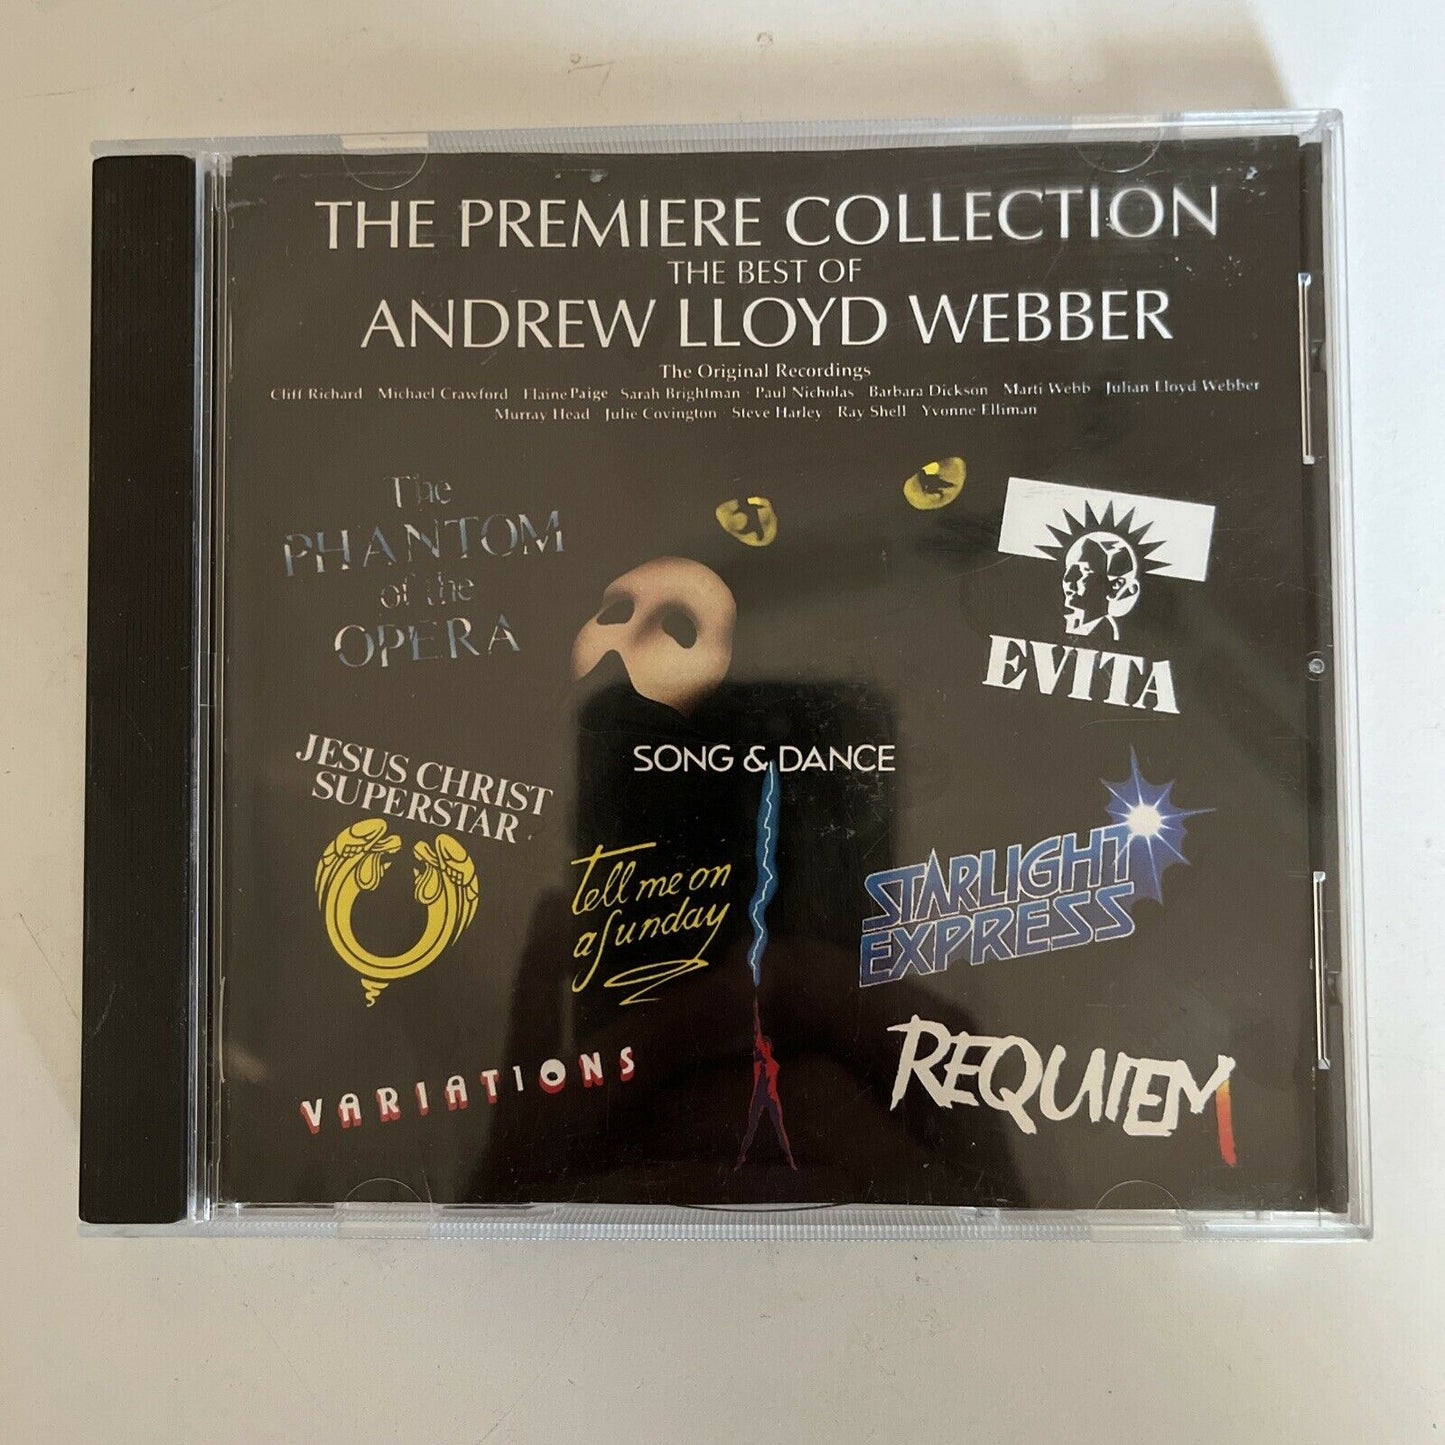 THE PREMIERE COLLECTION
THE BEST OF
ANDREW LLOYD WEBBER
The Original Recordings
Cliff Richard · Michael Crawford · Elaine Paige · Sarah Brightman · Paul Nicholas · Barbara Dickson · Marti Webb · Julian Lloyd Webber
Murray Head · Julie Covington · Steve Harley · Ray Shell · Yvonne Elliman
The
PHANTOM
of the
OPERA
EVITA
SONG & DANCE
JESUS CHRIST
SUPERSTAR
tell me on
a Sunday
STARLIGHT
EXPRESS
VARIATIONS
REQUIEM